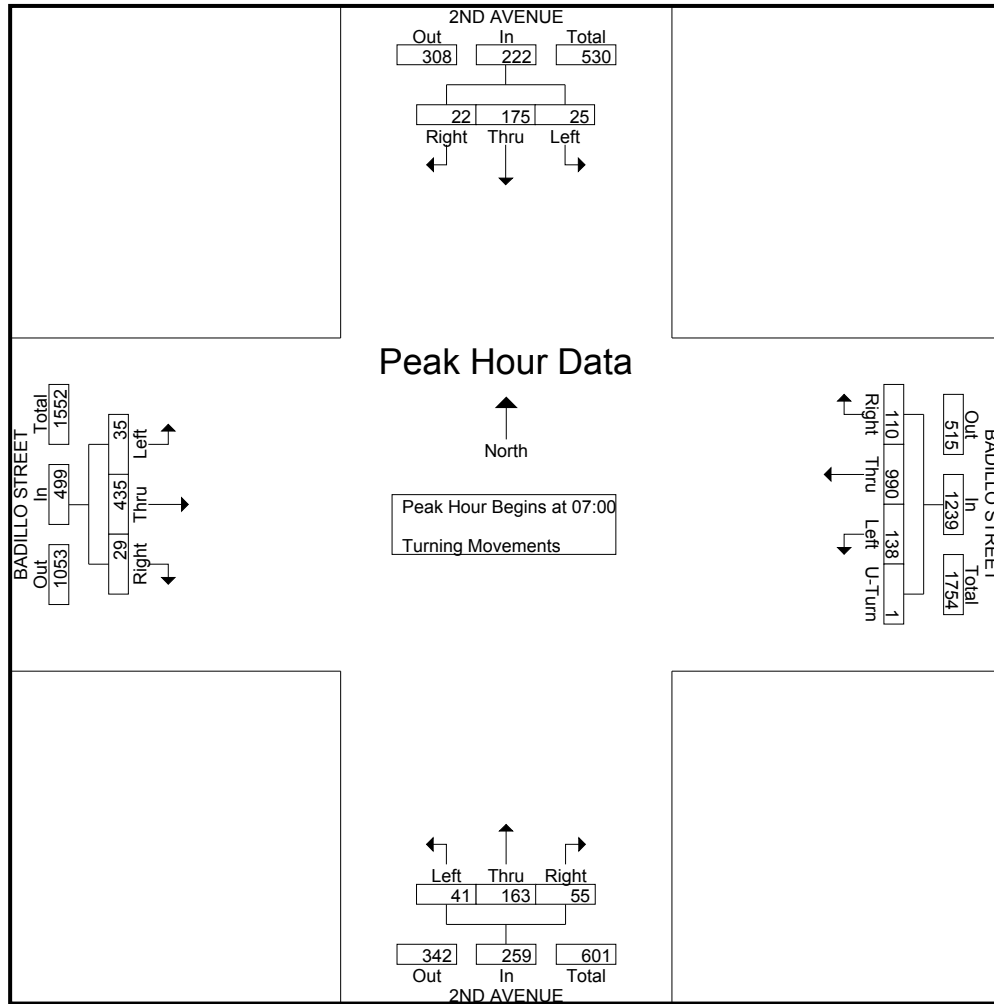 2ND AVENUE
Out In Total
308 222 530
22 175 25
Right Thru Left
Peak Hour Data
North
Peak Hour Begins at 07:00
Turning Movements
BADILLO STREET
Total In Out
1552 499 1053
35 435 29
Left Thru Right
Right Thru Left U-Turn
110 990 138 1
Out In Total
515 1239 1754
BADILLO STREET
Left Thru Right
41 163 55
342 259 601
Out In Total
2ND AVENUE